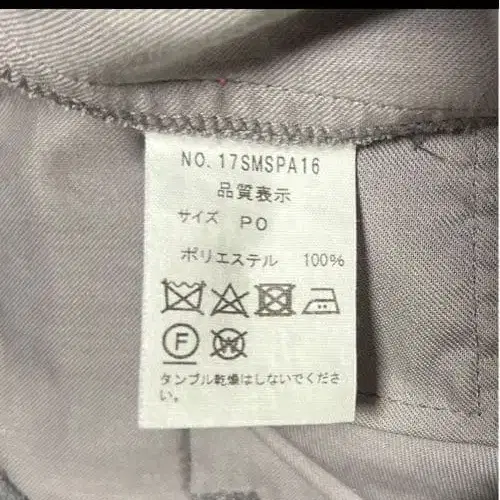 NO. 17SMSPA16
品質表示
サイズ PO
ポリエステル 100%
F W
タンブル乾燥はしないでくださ
い。